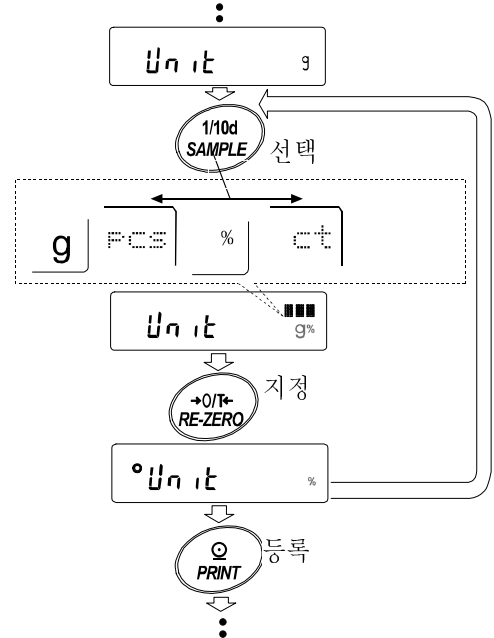 Unit g
1/10d
SAMPLE 선택
g pcs % ct
Unit g%
→0/T← 지정
RE-ZERO
Unit %
등록
PRINT